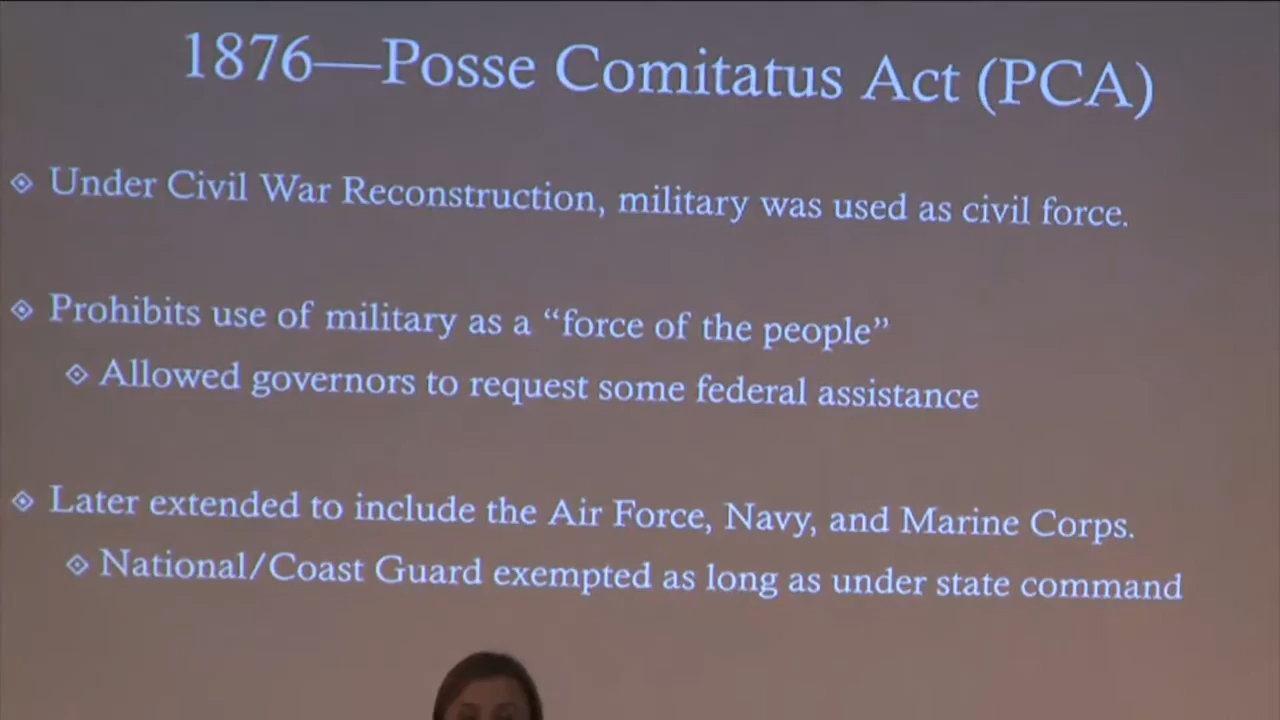 1876—Posse Comitatus Act (PCA)
Under Civil War Reconstruction, military was used as civil force.
Prohibits use of military as a “force of the people”
Allowed governors to request some federal assistance
Later extended to include the Air Force, Navy, and Marine Corps.
National/Coast Guard exempted as long as under state command